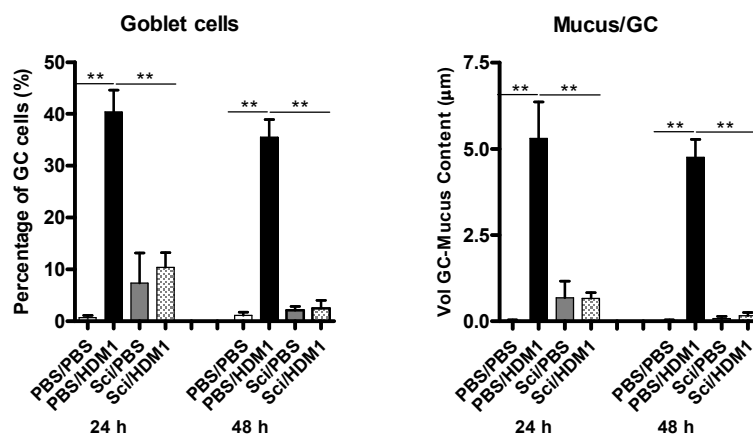 Goblet cells
Percentage of GC cells (%)
50
40
30
20
10
0
** **
** **
PBS/PBS
PBS/HDM1
Sci/PBS
Sci/HDM1
PBS/PBS
PBS/HDM1
Sci/PBS
Sci/HDM1
24 h 48 h
Mucus/GC
Vol GC-Mucus Content (μm)
7.5
5.0
2.5
0.0
** **
** **
PBS/PBS
PBS/HDM1
Sci/PBS
Sci/HDM1
PBS/PBS
PBS/HDM1
Sci/PBS
Sci/HDM1
24 h 48 h